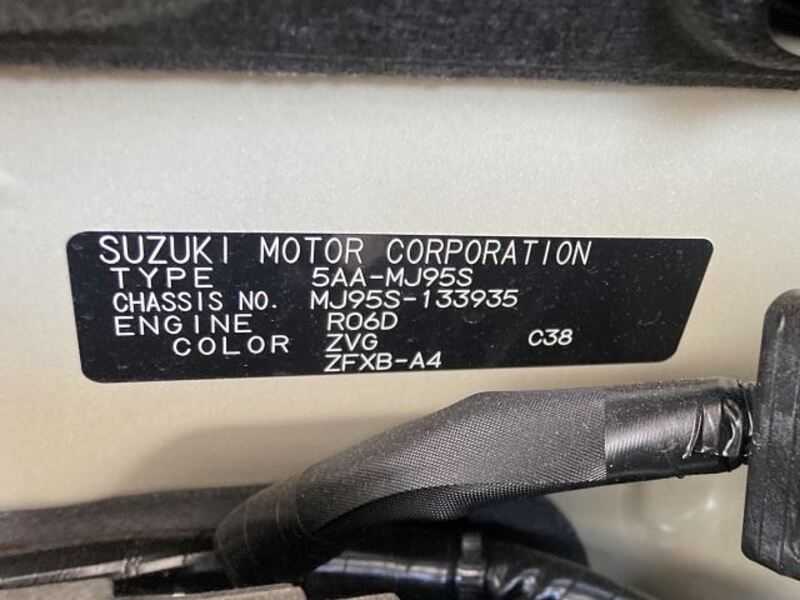 SUZUKI MOTOR CORPORATION
TYPE 5AA-MJ95S
CHASSIS NO. MJ95S-133935
ENGINE R06D
COLOR ZVG C38
ZFXB-A4